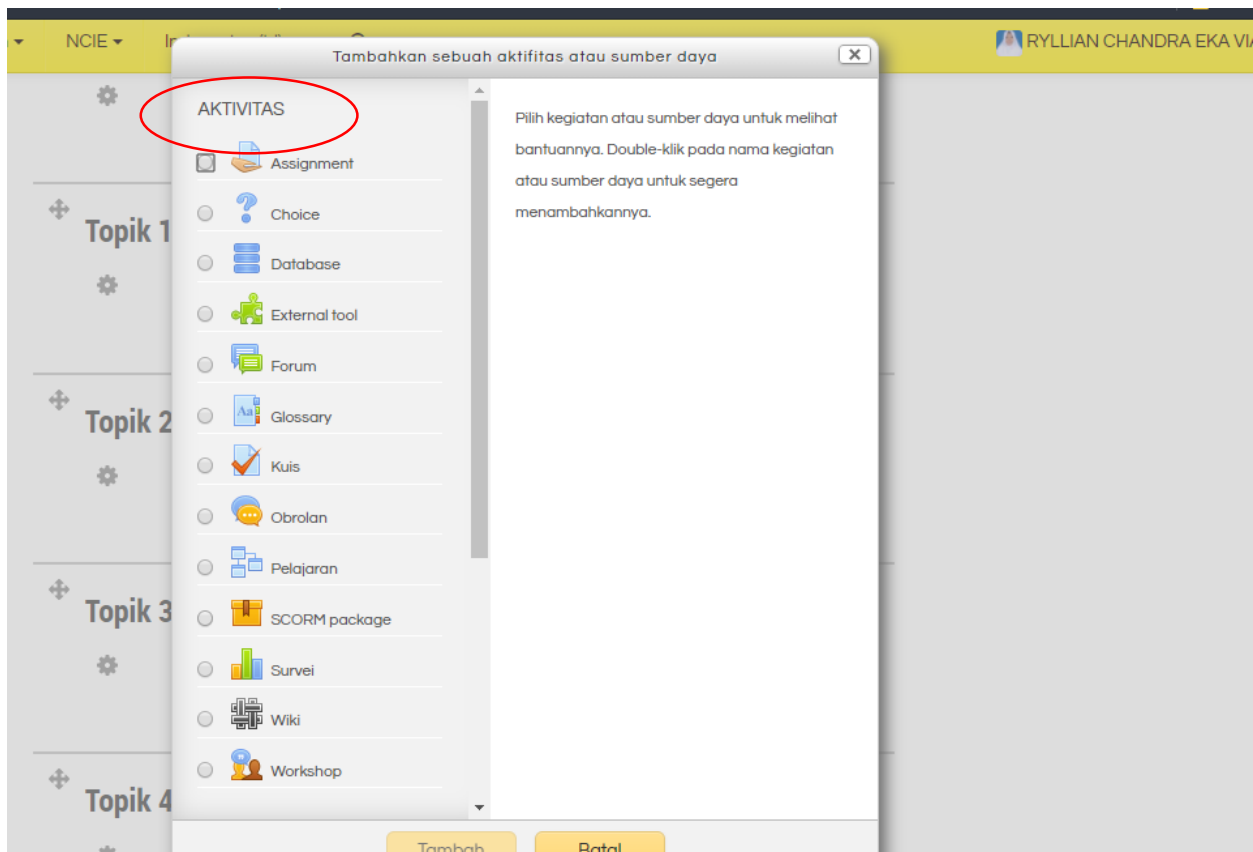 NCIE
RYLLIAN CHANDRA EKA VIA
Tambahkan sebuah aktifitas atau sumber daya
AKTIVITAS
Assignment
Choice
Database
External tool
Forum
Glossary
Kuis
Obrolan
Pelajaran
SCORM package
Survei
Wiki
Workshop
Pilih kegiatan atau sumber daya untuk melihat
bantuannya. Double-klik pada nama kegiatan
atau sumber daya untuk segera
menambahkannya.
Topik 1
Topik 2
Topik 3
Topik 4
Tambah
Batal